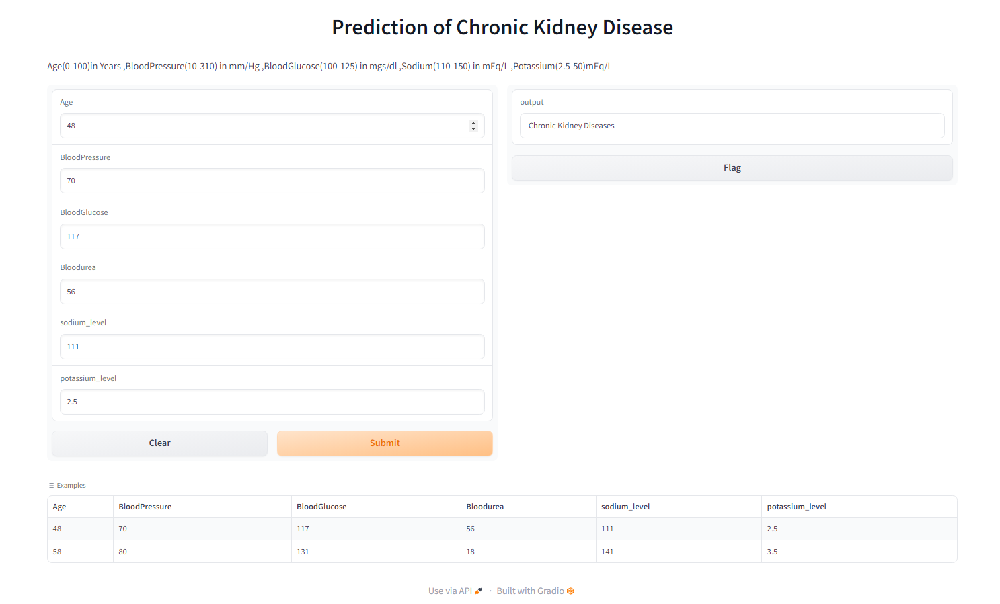 Prediction of Chronic Kidney Disease
Age(0-100)in Years ,BloodPressure(10-310) in mm/Hg ,BloodGlucose(100-125) in mgs/dl ,Sodium(110-150) in mEq/L ,Potassium(2.5-50)mEq/L
Age
48
BloodPressure
70
BloodGlucose
117
Bloodurea
56
sodium_level
111
potassium_level
2.5
Clear Submit
output
Chronic Kidney Diseases
Flag
Examples
Age BloodPressure BloodGlucose Bloodurea sodium_level potassium_level
48 70 117 56 111 2.5
58 80 131 18 141 3.5
Use via API · Built with Gradio